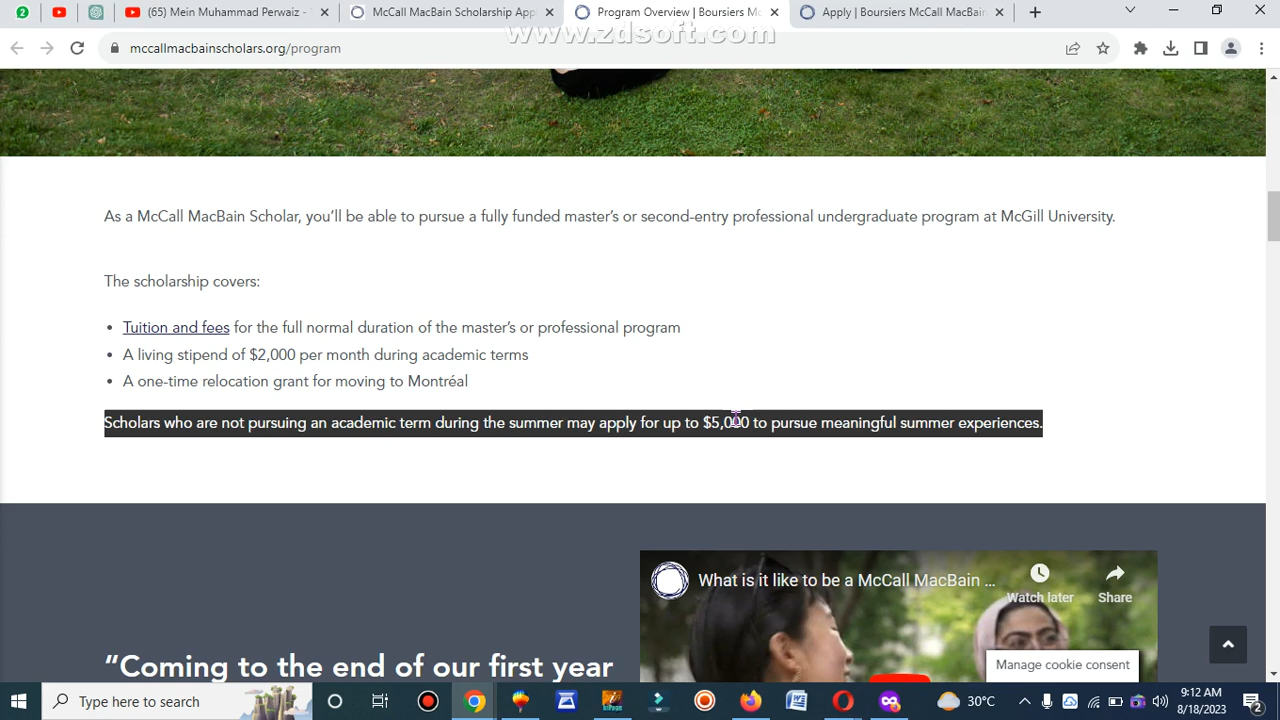 2
(65) Mein Muhammad Perwaiz -
McCall MacBain Scholarship App
Program Overview | Boursiers Mc
Apply | Boursiers McCall MacBain
www.zdsoft.com
mccallmacbainscholars.org/program
As a McCall MacBain Scholar, you'll be able to pursue a fully funded master's or second-entry professional undergraduate program at McGill University.
The scholarship covers:
• Tuition and fees for the full normal duration of the master's or professional program
• A living stipend of $2,000 per month during academic terms
• A one-time relocation grant for moving to Montréal
Scholars who are not pursuing an academic term during the summer may apply for up to $5,000 to pursue meaningful summer experiences.
What is it like to be a McCall MacBain ...
Watch later
Share
“Coming to the end of our first year
Manage cookie consent
Type here to search
30°C
9:12 AM
8/18/2023
2